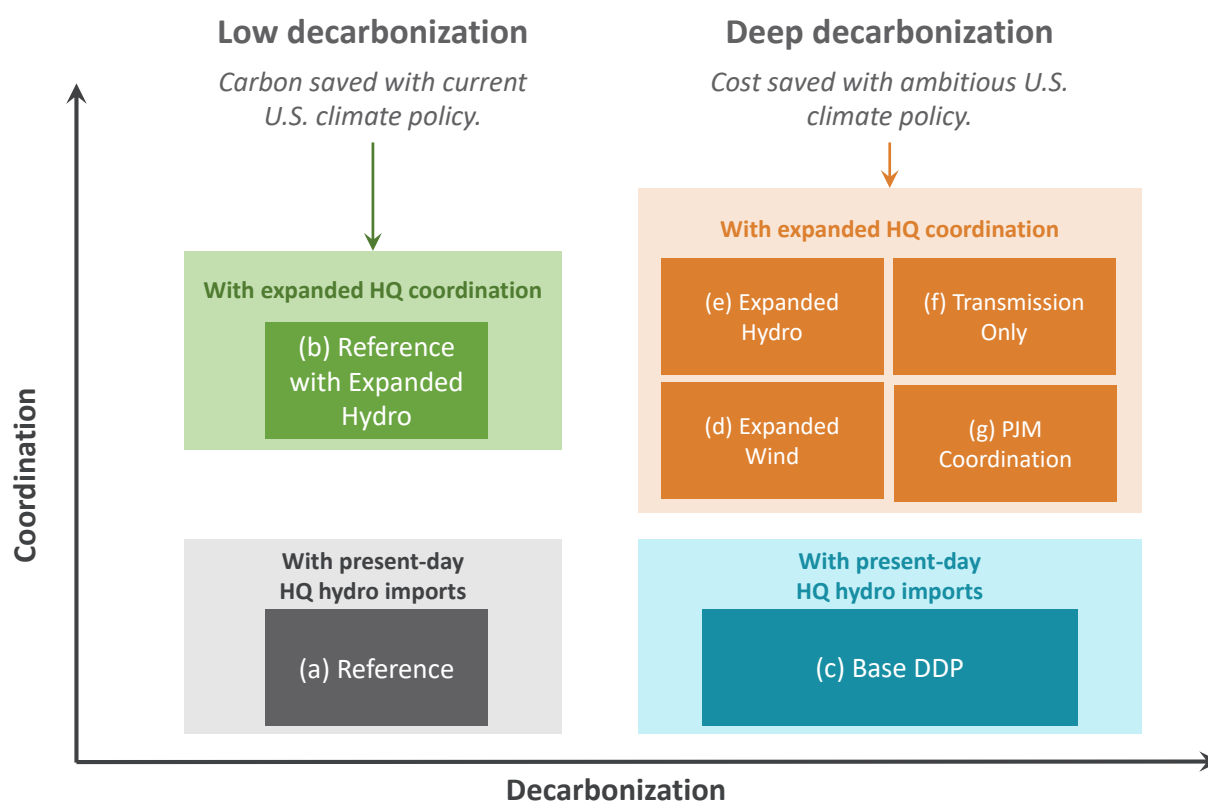 Low decarbonization
Carbon saved with current
U.S. climate policy.
Deep decarbonization
Cost saved with ambitious U.S.
climate policy.
Coordination
With expanded HQ coordination
(b) Reference
with Expanded
Hydro
With expanded HQ coordination
(e) Expanded
Hydro
(f) Transmission
Only
(d) Expanded
Wind
(g) PJM
Coordination
With present-day
HQ hydro imports
(a) Reference
With present-day
HQ hydro imports
(c) Base DDP
Decarbonization